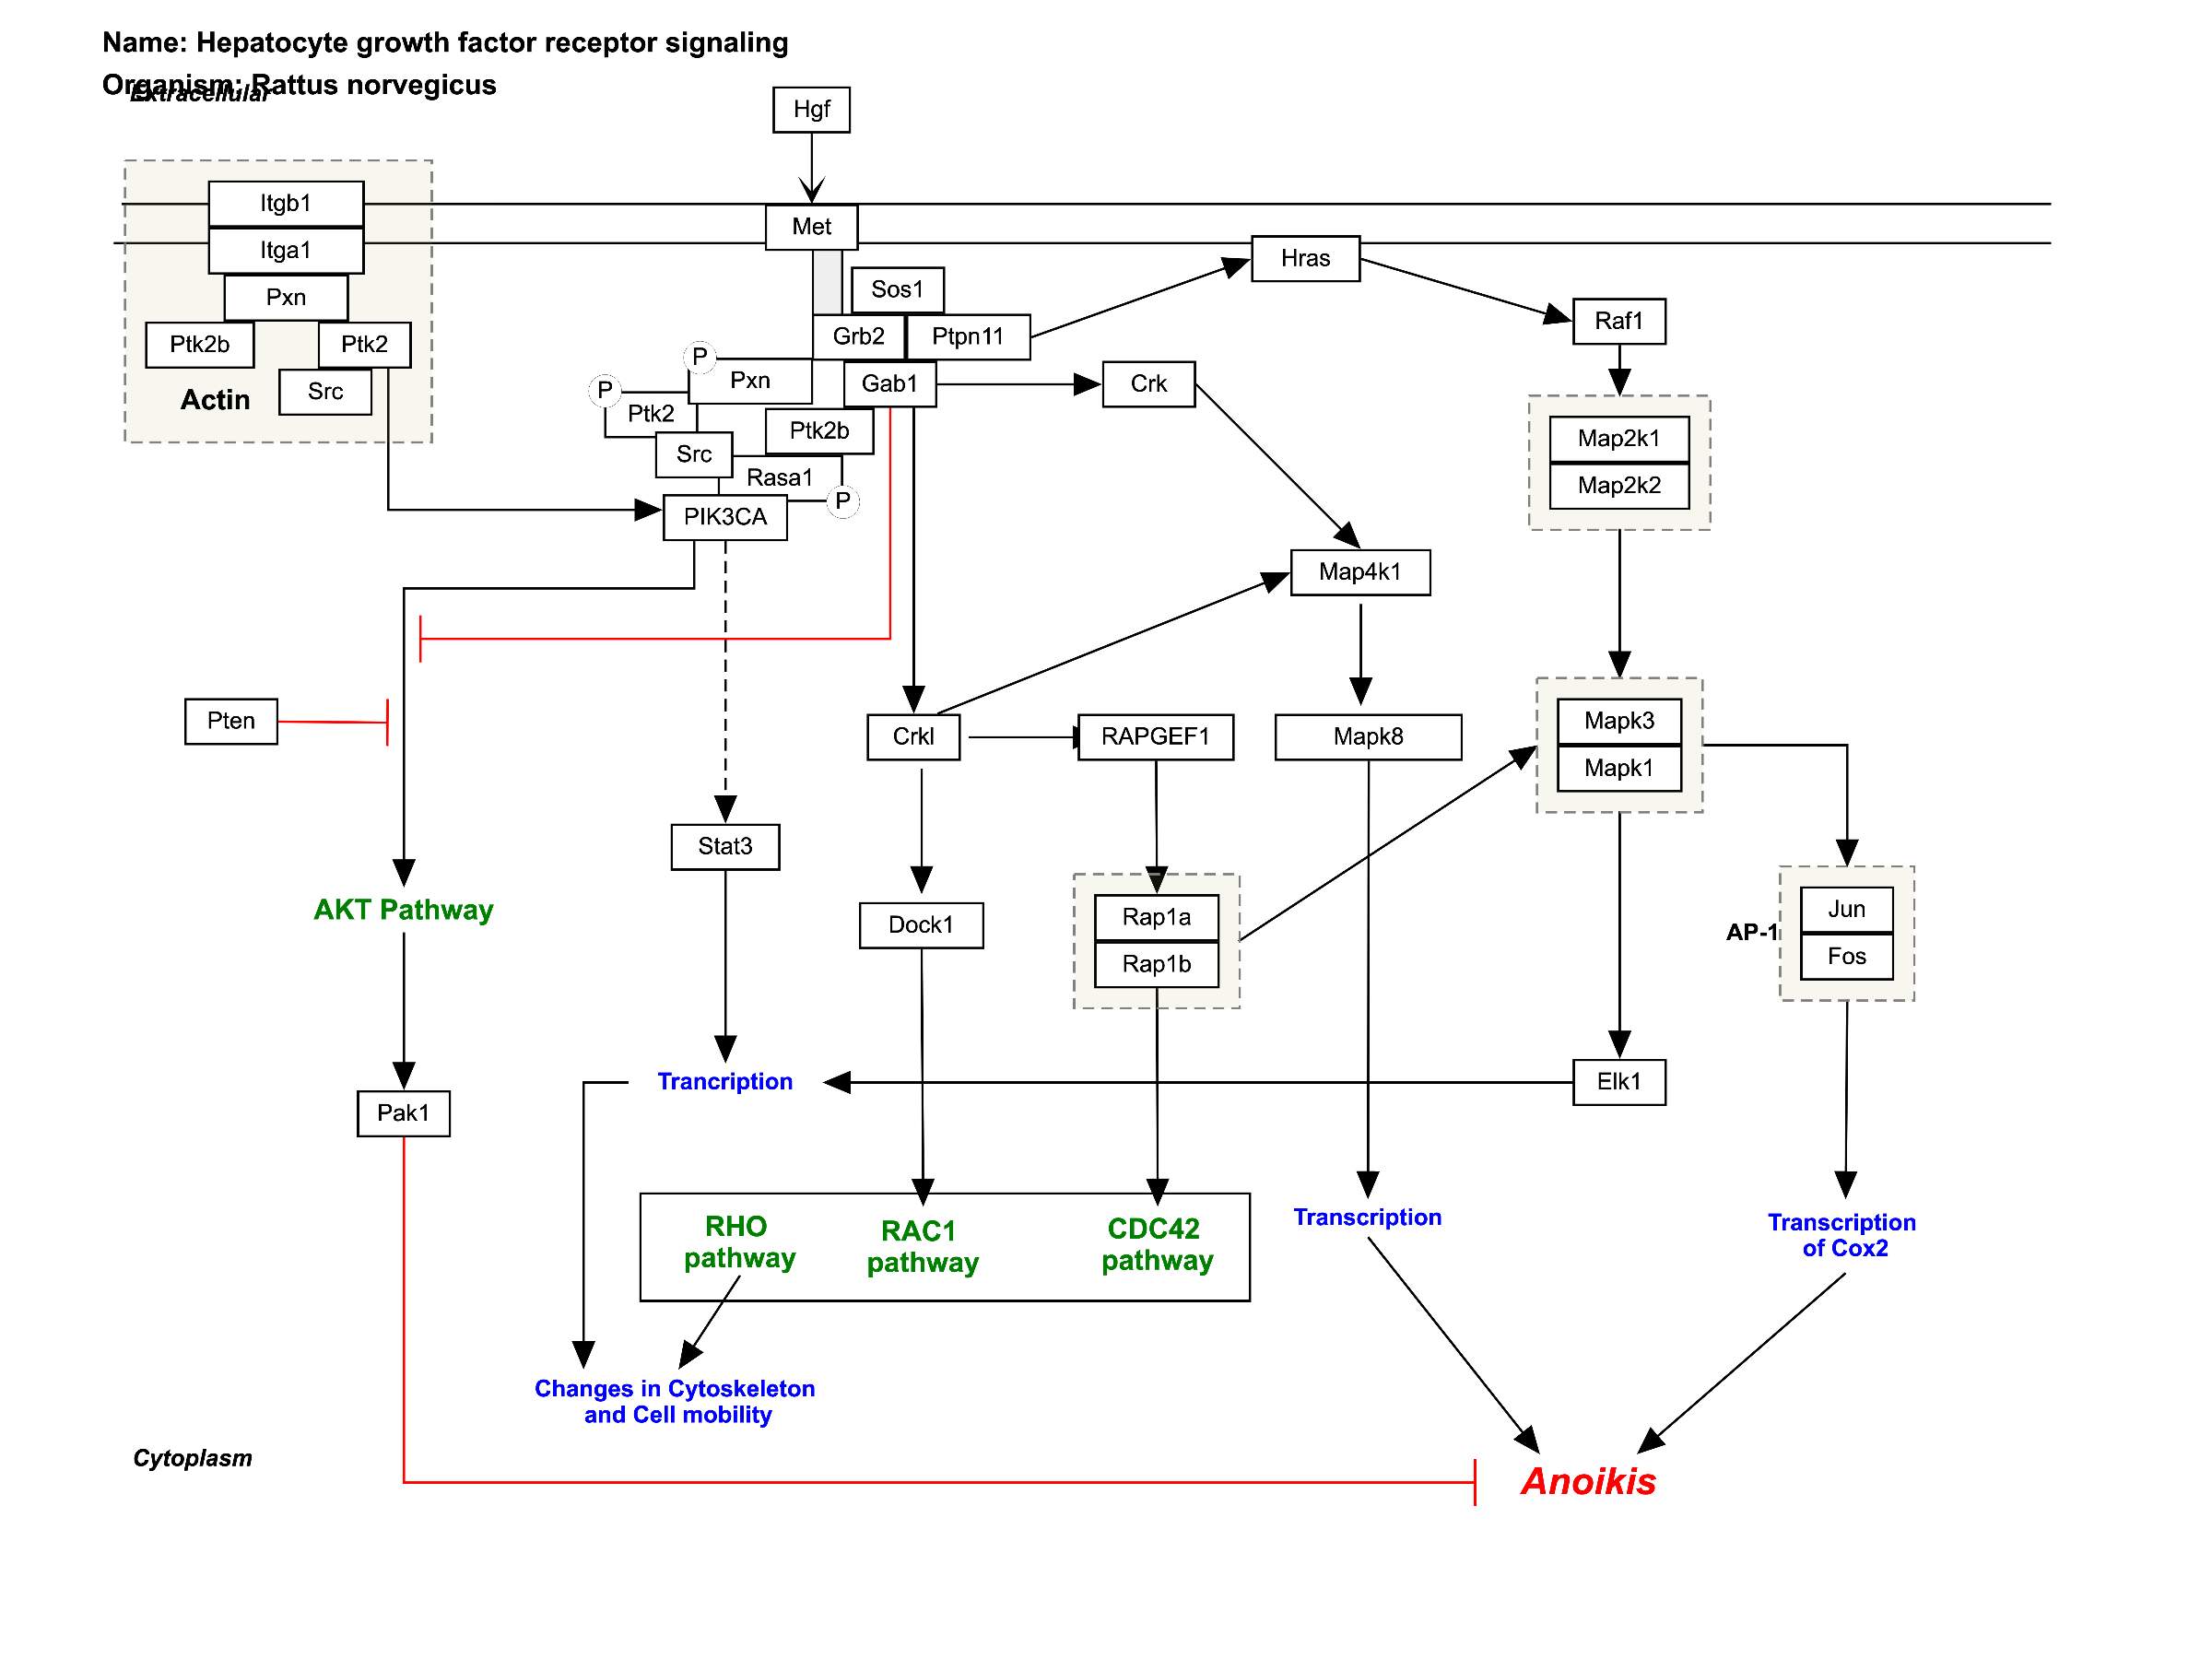 Name: Hepatocyte growth factor receptor signaling
Organism: Rattus norvegicus
Extracellular
Hgf
Itgb1
Met
Itga1
Hras
Sos1
Pxn
Raf1
Ptk2b
Ptk2
Grb2
Ptpn11
P
Pxn
Gab1
Crk
Src
Actin
P
Ptk2
Ptk2b
Map2k1
Src
Rasa1
Map2k2
P
PIK3CA
Map4k1
Pten
Crkl
RAPGEF1
Mapk8
Mapk3
Mapk1
Stat3
AKT Pathway
Dock1
Rap1a
Rap1b
AP-1
Jun
Fos
Trancription
Elk1
Pak1
RHO
pathway
RAC1
pathway
CDC42
pathway
Transcription
Transcription
of Cox2
Changes in Cytoskeleton
and Cell mobility
Cytoplasm
Anoikis